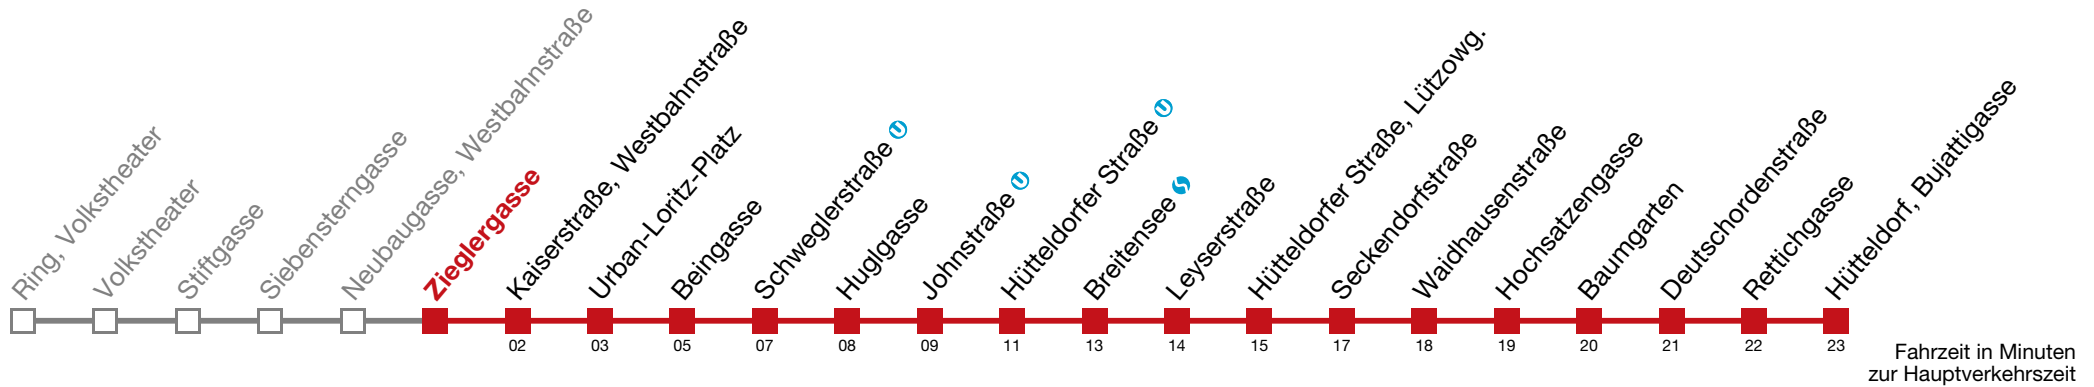 Ring, Volkstheater
Volkstheater
Stiftgasse
Siebensterngasse
Neubaugasse, Westbahnstraße
Zieglergasse
Kaiserstraße, Westbahnstraße
Urban-Loritz-Platz
Beingasse
Schweglerstraße U
Huglgasse
Johnstraße U
Hütteldorfer Straße U
Breitensee S
Leyserstraße
Hütteldorfer Straße, Lützowg.
Seckendorfstraße
Waidhausenstraße
Hochsatzengasse
Baumgarten
Deutschordenstraße
Rettichgasse
Hütteldorf, Bujattigasse
02 03 05 07 08 09 11 13 14 15 17 18 19 20 21 22 23
Fahrzeit in Minuten
zur Hauptverkehrszeit